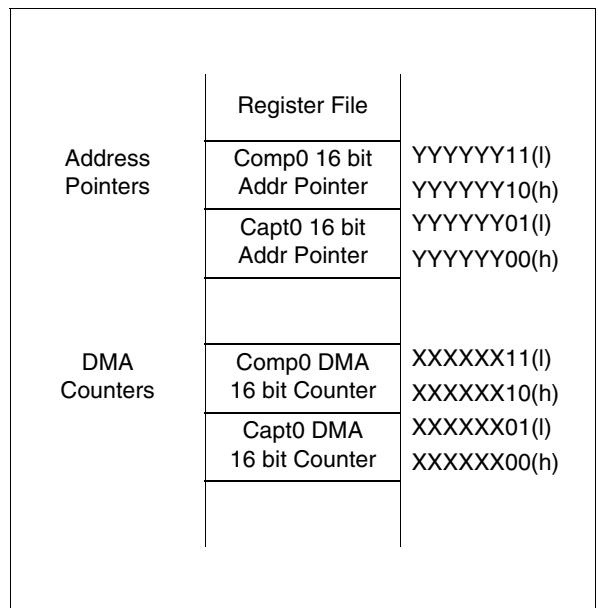 Register File
Address
Pointers
Comp0 16 bit
Addr Pointer
YYYYYY11(l)
YYYYYY10(h)
Capt0 16 bit
Addr Pointer
YYYYYY01(l)
YYYYYY00(h)
DMA
Counters
Comp0 DMA
16 bit Counter
XXXXXX11(l)
XXXXXX10(h)
Capt0 DMA
16 bit Counter
XXXXXX01(l)
XXXXXX00(h)